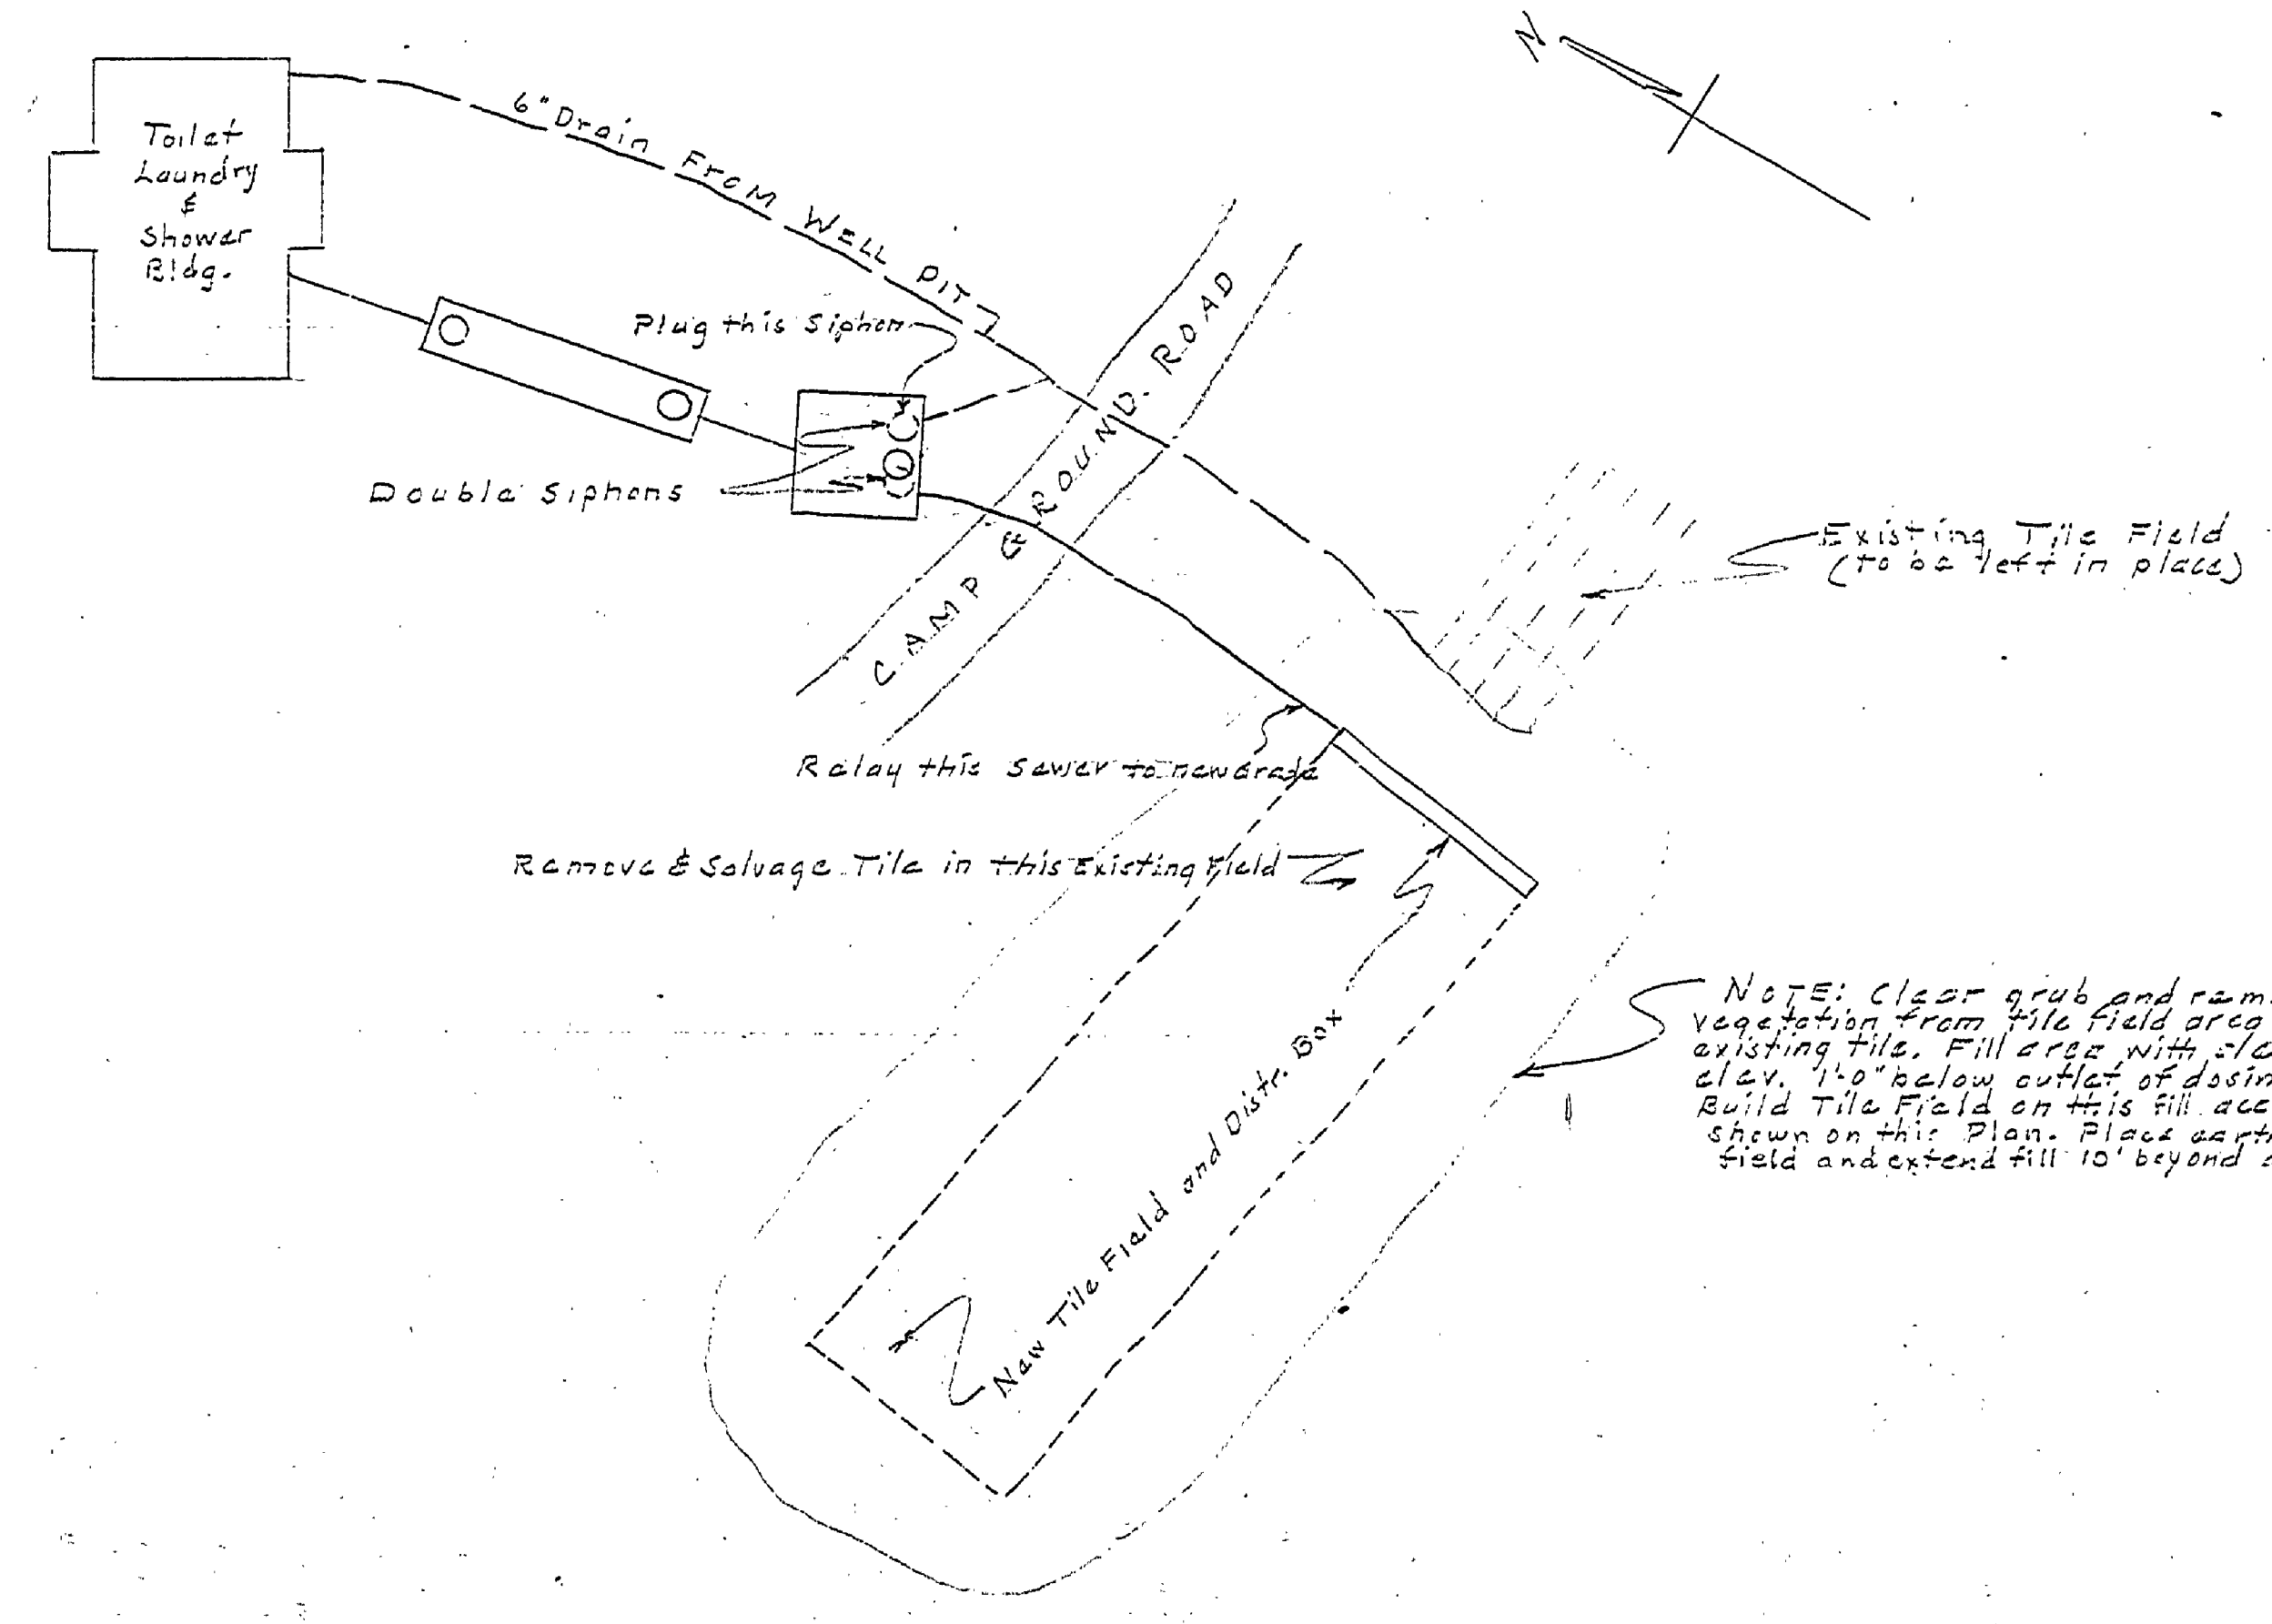 N
Toilet
Laundry
&
Shower
Bldg.
6" Drain From WELL PIT
Plug this Siphon
Double Siphons
CAMP GROUND ROAD
Existing Tile Field
(to be left in place)
Relay this sewer to new grade
Remove & Salvage Tile in this Existing Field
New Tile Field and Distr. Box
NOTE: Clear grub and
vegetation from tile field area
existing tile. Fill area with
elev. 1'-0" below outlet of
Build Tile Field on this fill
shown on this Plan. Place
field and extend fill 10' beyond